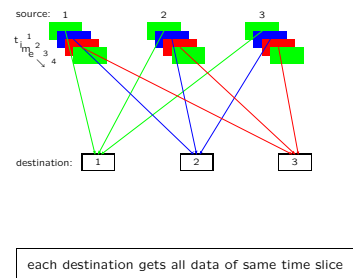 source: 1 2 3
time 1 2 3 4
destination: 1 2 3
each destination gets all data of same time slice